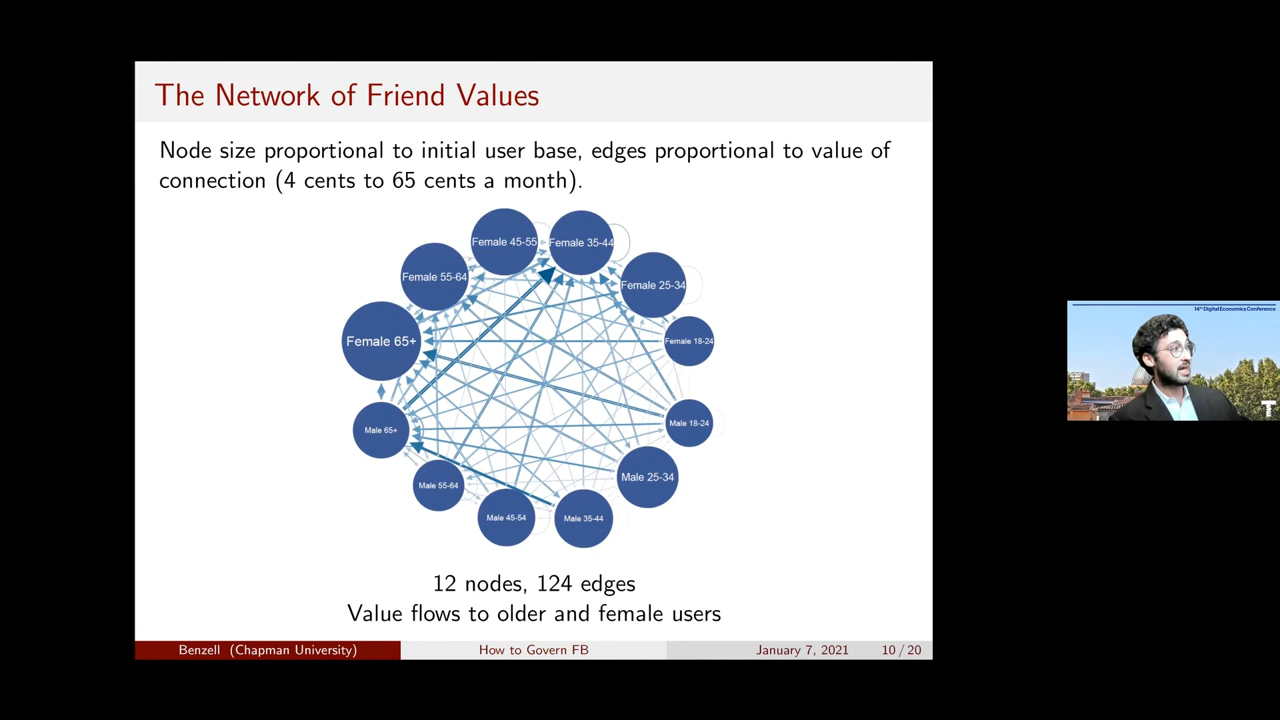 The Network of Friend Values
Node size proportional to initial user base, edges proportional to value of
connection (4 cents to 65 cents a month).
Female 45-55
Female 35-44
Female 55-64
Female 25-34
Female 65+
Female 18-24
Male 65+
Male 18-24
Male 55-64
Male 25-34
Male 45-54
Male 35-44
12 nodes, 124 edges
Value flows to older and female users
Benzell (Chapman University)
How to Govern FB
January 7, 2021
10 / 20
14th Digital Economics Conference
T